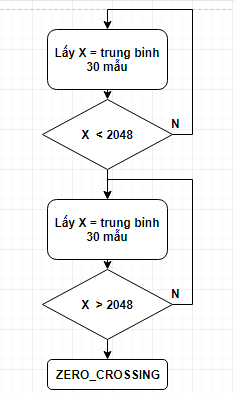 Lấy X = trung bình
30 mẫu
N
X < 2048
Lấy X = trung bình
30 mẫu
N
X > 2048
ZERO_CROSSING